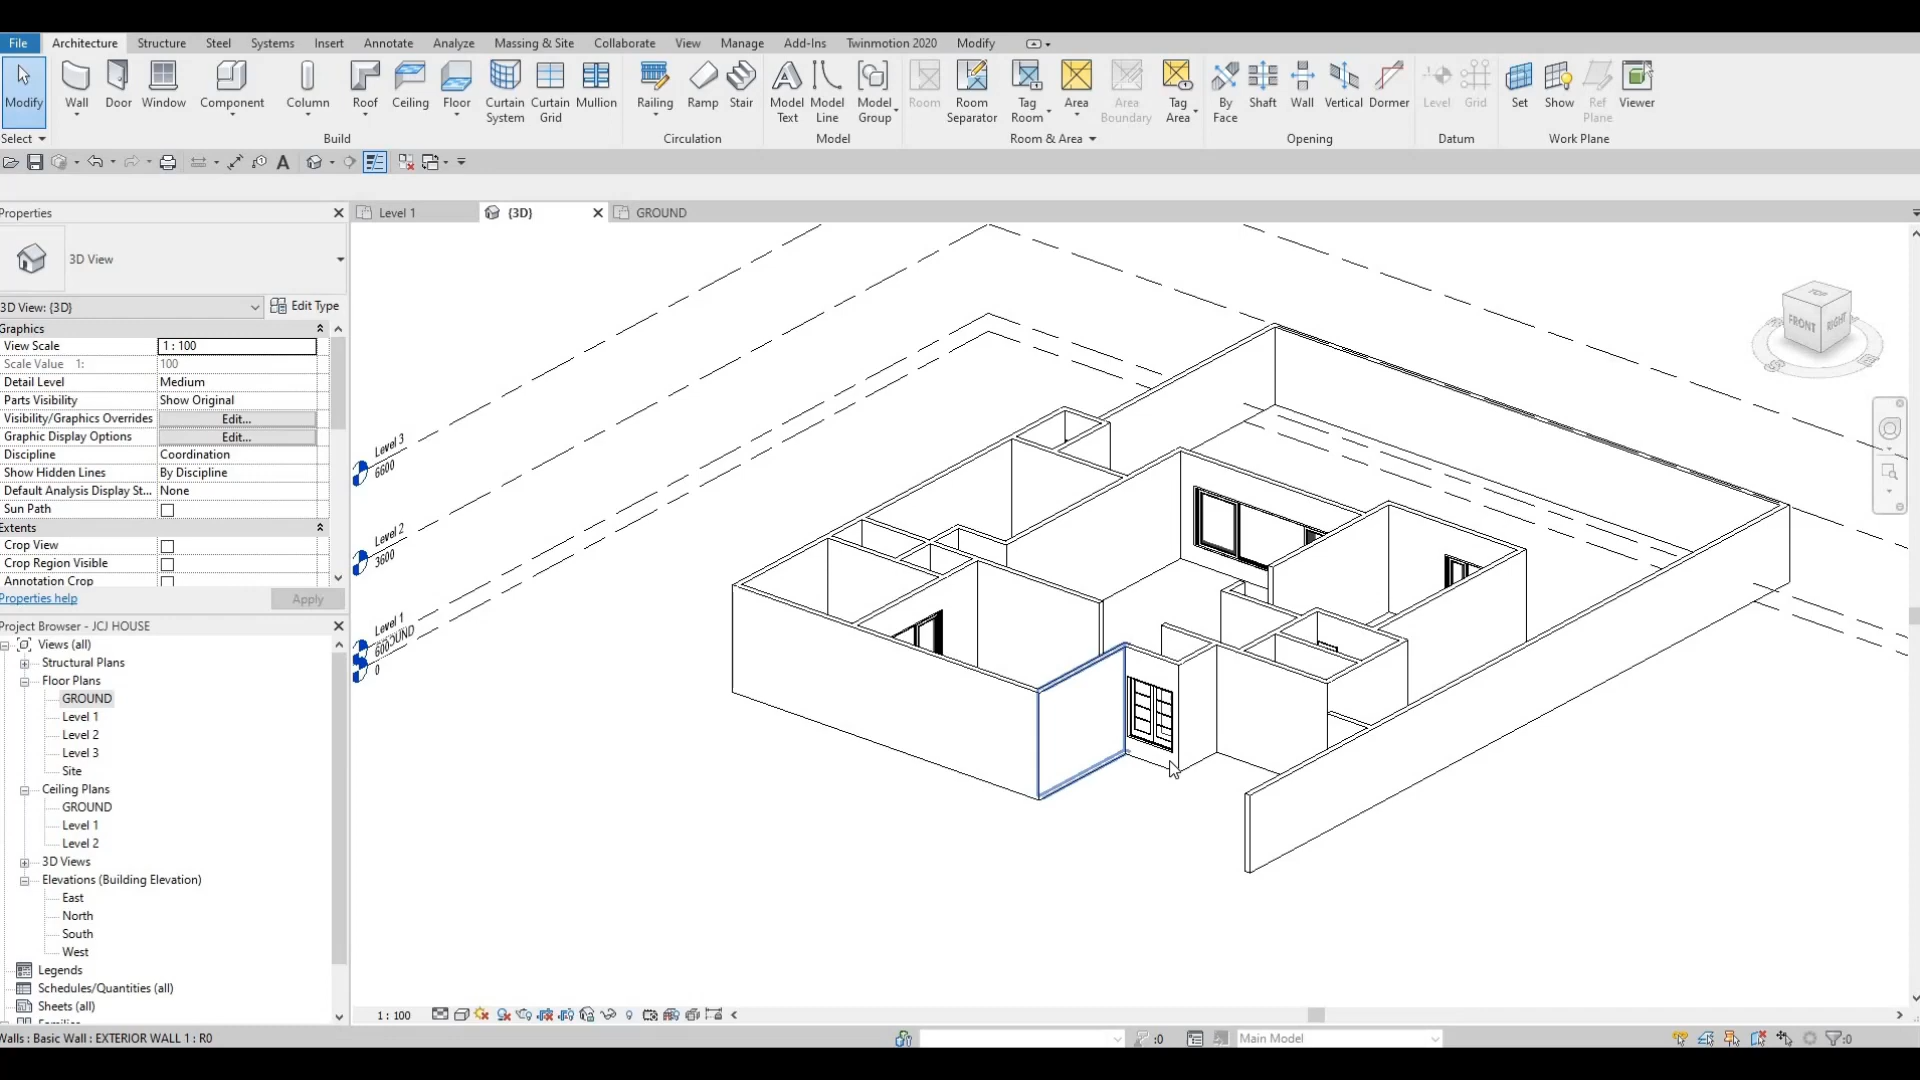 File Architecture Structure Steel Systems Insert Annotate Analyze Massing & Site Collaborate View Manage Add-Ins Twinmotion 2020 Modify
Modify Wall Door Window Component Column Roof Ceiling Floor Curtain System Curtain Grid Mullion Railing Ramp Stair Model Text Model Line Model Group Room Room Separator Tag Room Area Area Boundary Tag Area By Face Shaft Wall Vertical Dormer Level Grid Set Show Ref Plane Viewer
Select Build Circulation Model Room & Area Opening Datum Work Plane
Properties
Level 1 {3D} GROUND
3D View
3D View: {3D} Edit Type
Graphics
View Scale 1 : 100
Scale Value 1: 100
Detail Level Medium
Parts Visibility Show Original
Visibility/Graphics Overrides Edit...
Graphic Display Options Edit...
Discipline Coordination
Show Hidden Lines By Discipline
Default Analysis Display St... None
Sun Path
Extents
Crop View
Crop Region Visible
Annotation Crop
Properties help Apply
Project Browser - JCJ HOUSE
Views (all)
Structural Plans
Floor Plans
GROUND
Level 1
Level 2
Level 3
Site
Ceiling Plans
GROUND
Level 1
Level 2
3D Views
Elevations (Building Elevation)
East
North
South
West
Legends
Schedules/Quantities (all)
Sheets (all)
Level 3
6600
Level 2
3600
Level 1
600
0
TOP
FRONT RIGHT
1 : 100
Walls : Basic Wall : EXTERIOR WALL 1 : R0 :0 Main Model :0